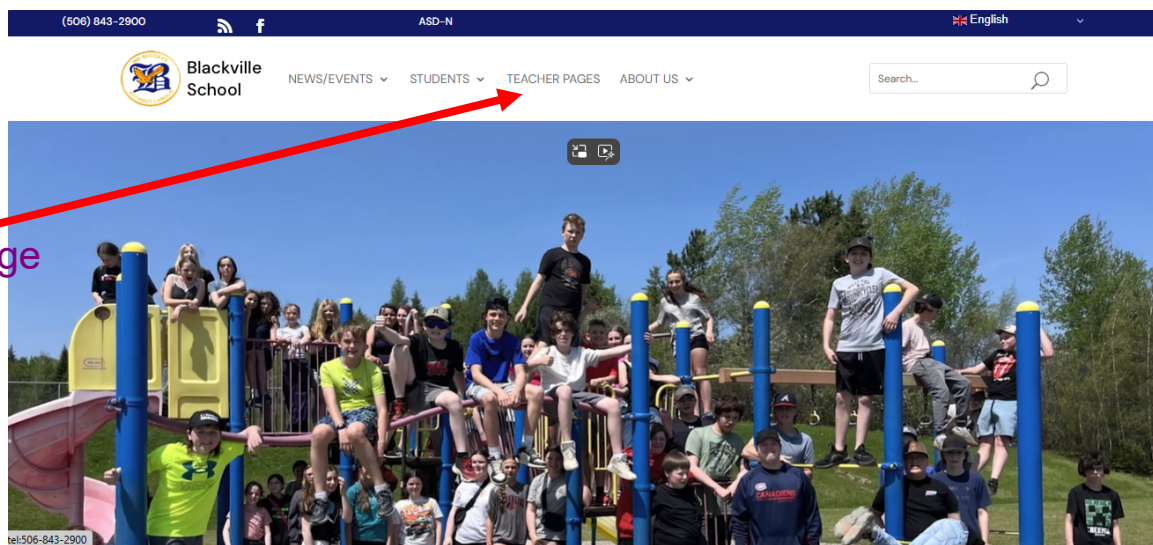 (506) 843-2900
ASD-N
English
Blackville
School
NEWS/EVENTS
STUDENTS
TEACHER PAGES
ABOUT US
Search...
ge
CANADIENS
tel:506-843-2900